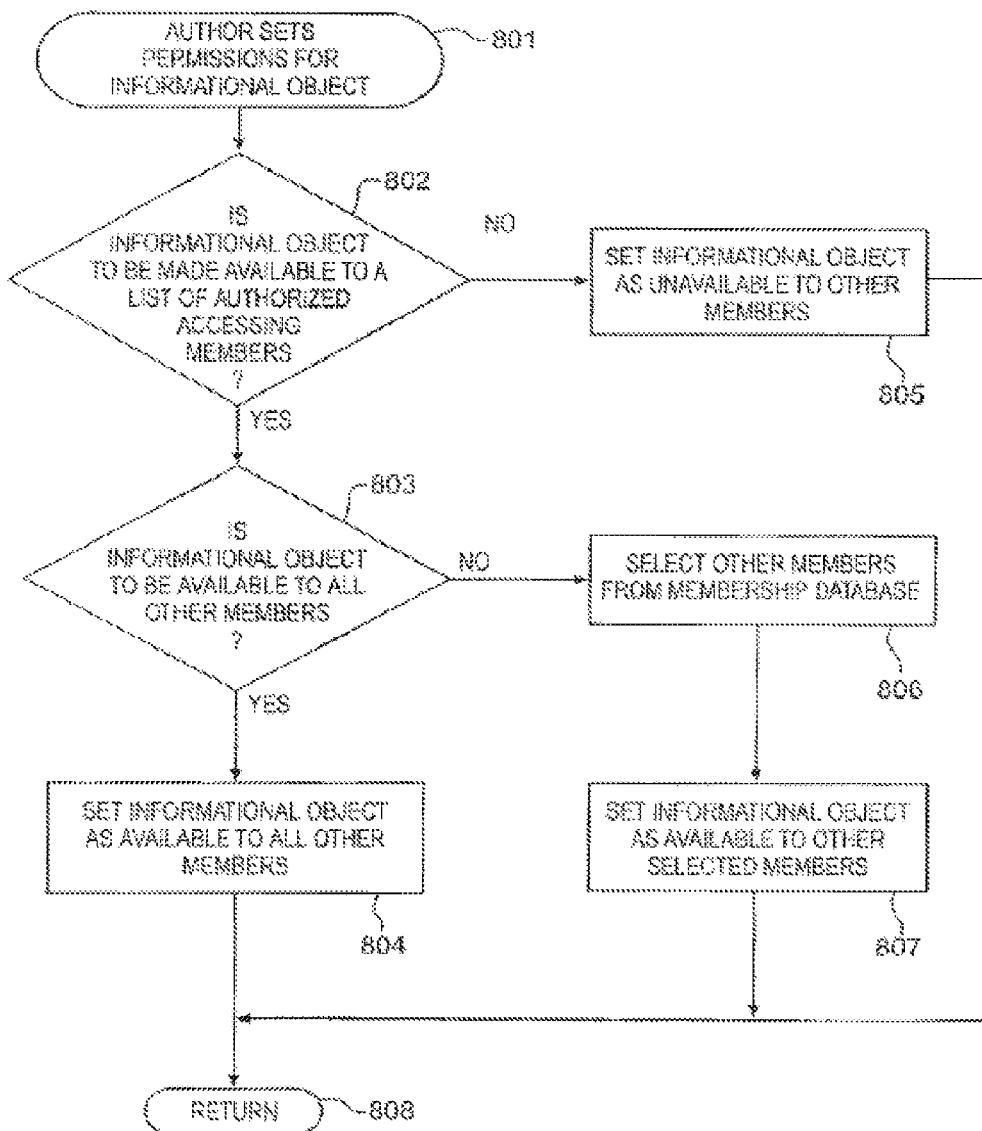 AUTHOR SETS
PERMISSIONS FOR
INFORMATIONAL OBJECT
801
802
IS
INFORMATIONAL OBJECT
TO BE MADE AVAILABLE TO A
LIST OF AUTHORIZED
ACCESSING
MEMBERS
?
NO
SET INFORMATIONAL OBJECT
AS UNAVAILABLE TO OTHER
MEMBERS
805
YES
803
IS
INFORMATIONAL OBJECT
TO BE AVAILABLE TO ALL
OTHER MEMBERS
?
NO
SELECT OTHER MEMBERS
FROM MEMBERSHIP DATABASE
806
YES
SET INFORMATIONAL OBJECT
AS AVAILABLE TO ALL OTHER
MEMBERS
804
SET INFORMATIONAL OBJECT
AS AVAILABLE TO OTHER
SELECTED MEMBERS
807
RETURN
808